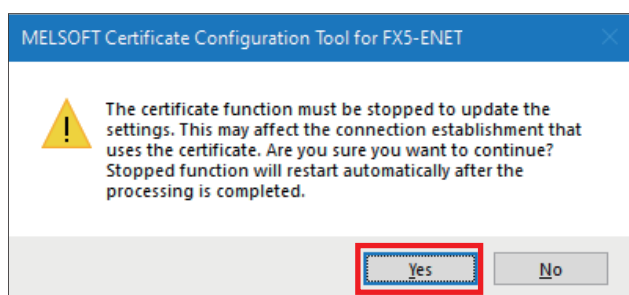 MELSOFT Certificate Configuration Tool for FX5-ENET
The certificate function must be stopped to update the
settings. This may affect the connection establishment that
uses the certificate. Are you sure you want to continue?
Stopped function will restart automatically after the
processing is completed.
Yes No